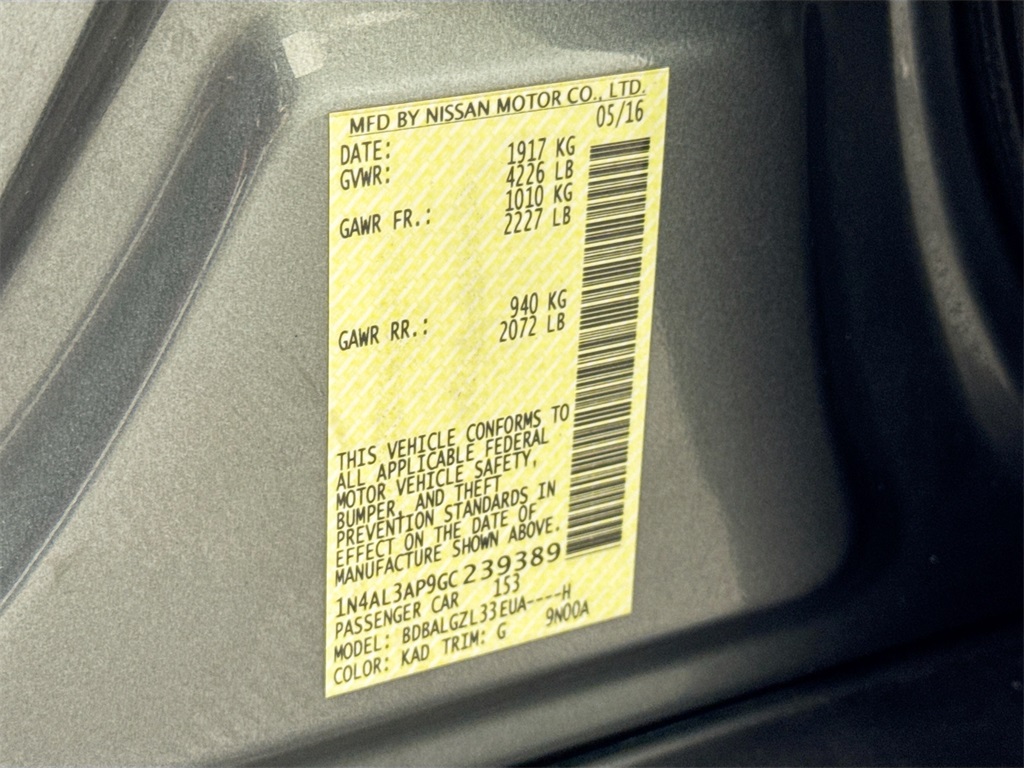 MFD BY NISSAN MOTOR CO., LTD.
DATE: 05/16
GVWR: 1917 KG
4226 LB
GAWR FR.: 1010 KG
2227 LB
GAWR RR.: 940 KG
2072 LB
THIS VEHICLE CONFORMS TO
ALL APPLICABLE FEDERAL
MOTOR VEHICLE SAFETY,
BUMPER, AND THEFT
PREVENTION STANDARDS IN
EFFECT ON THE DATE OF
MANUFACTURE SHOWN ABOVE.
1N4AL3AP9GC239389
PASSENGER CAR 153
MODEL: BDBALGZL33EUA----H
COLOR: KAD TRIM: G 9N00A